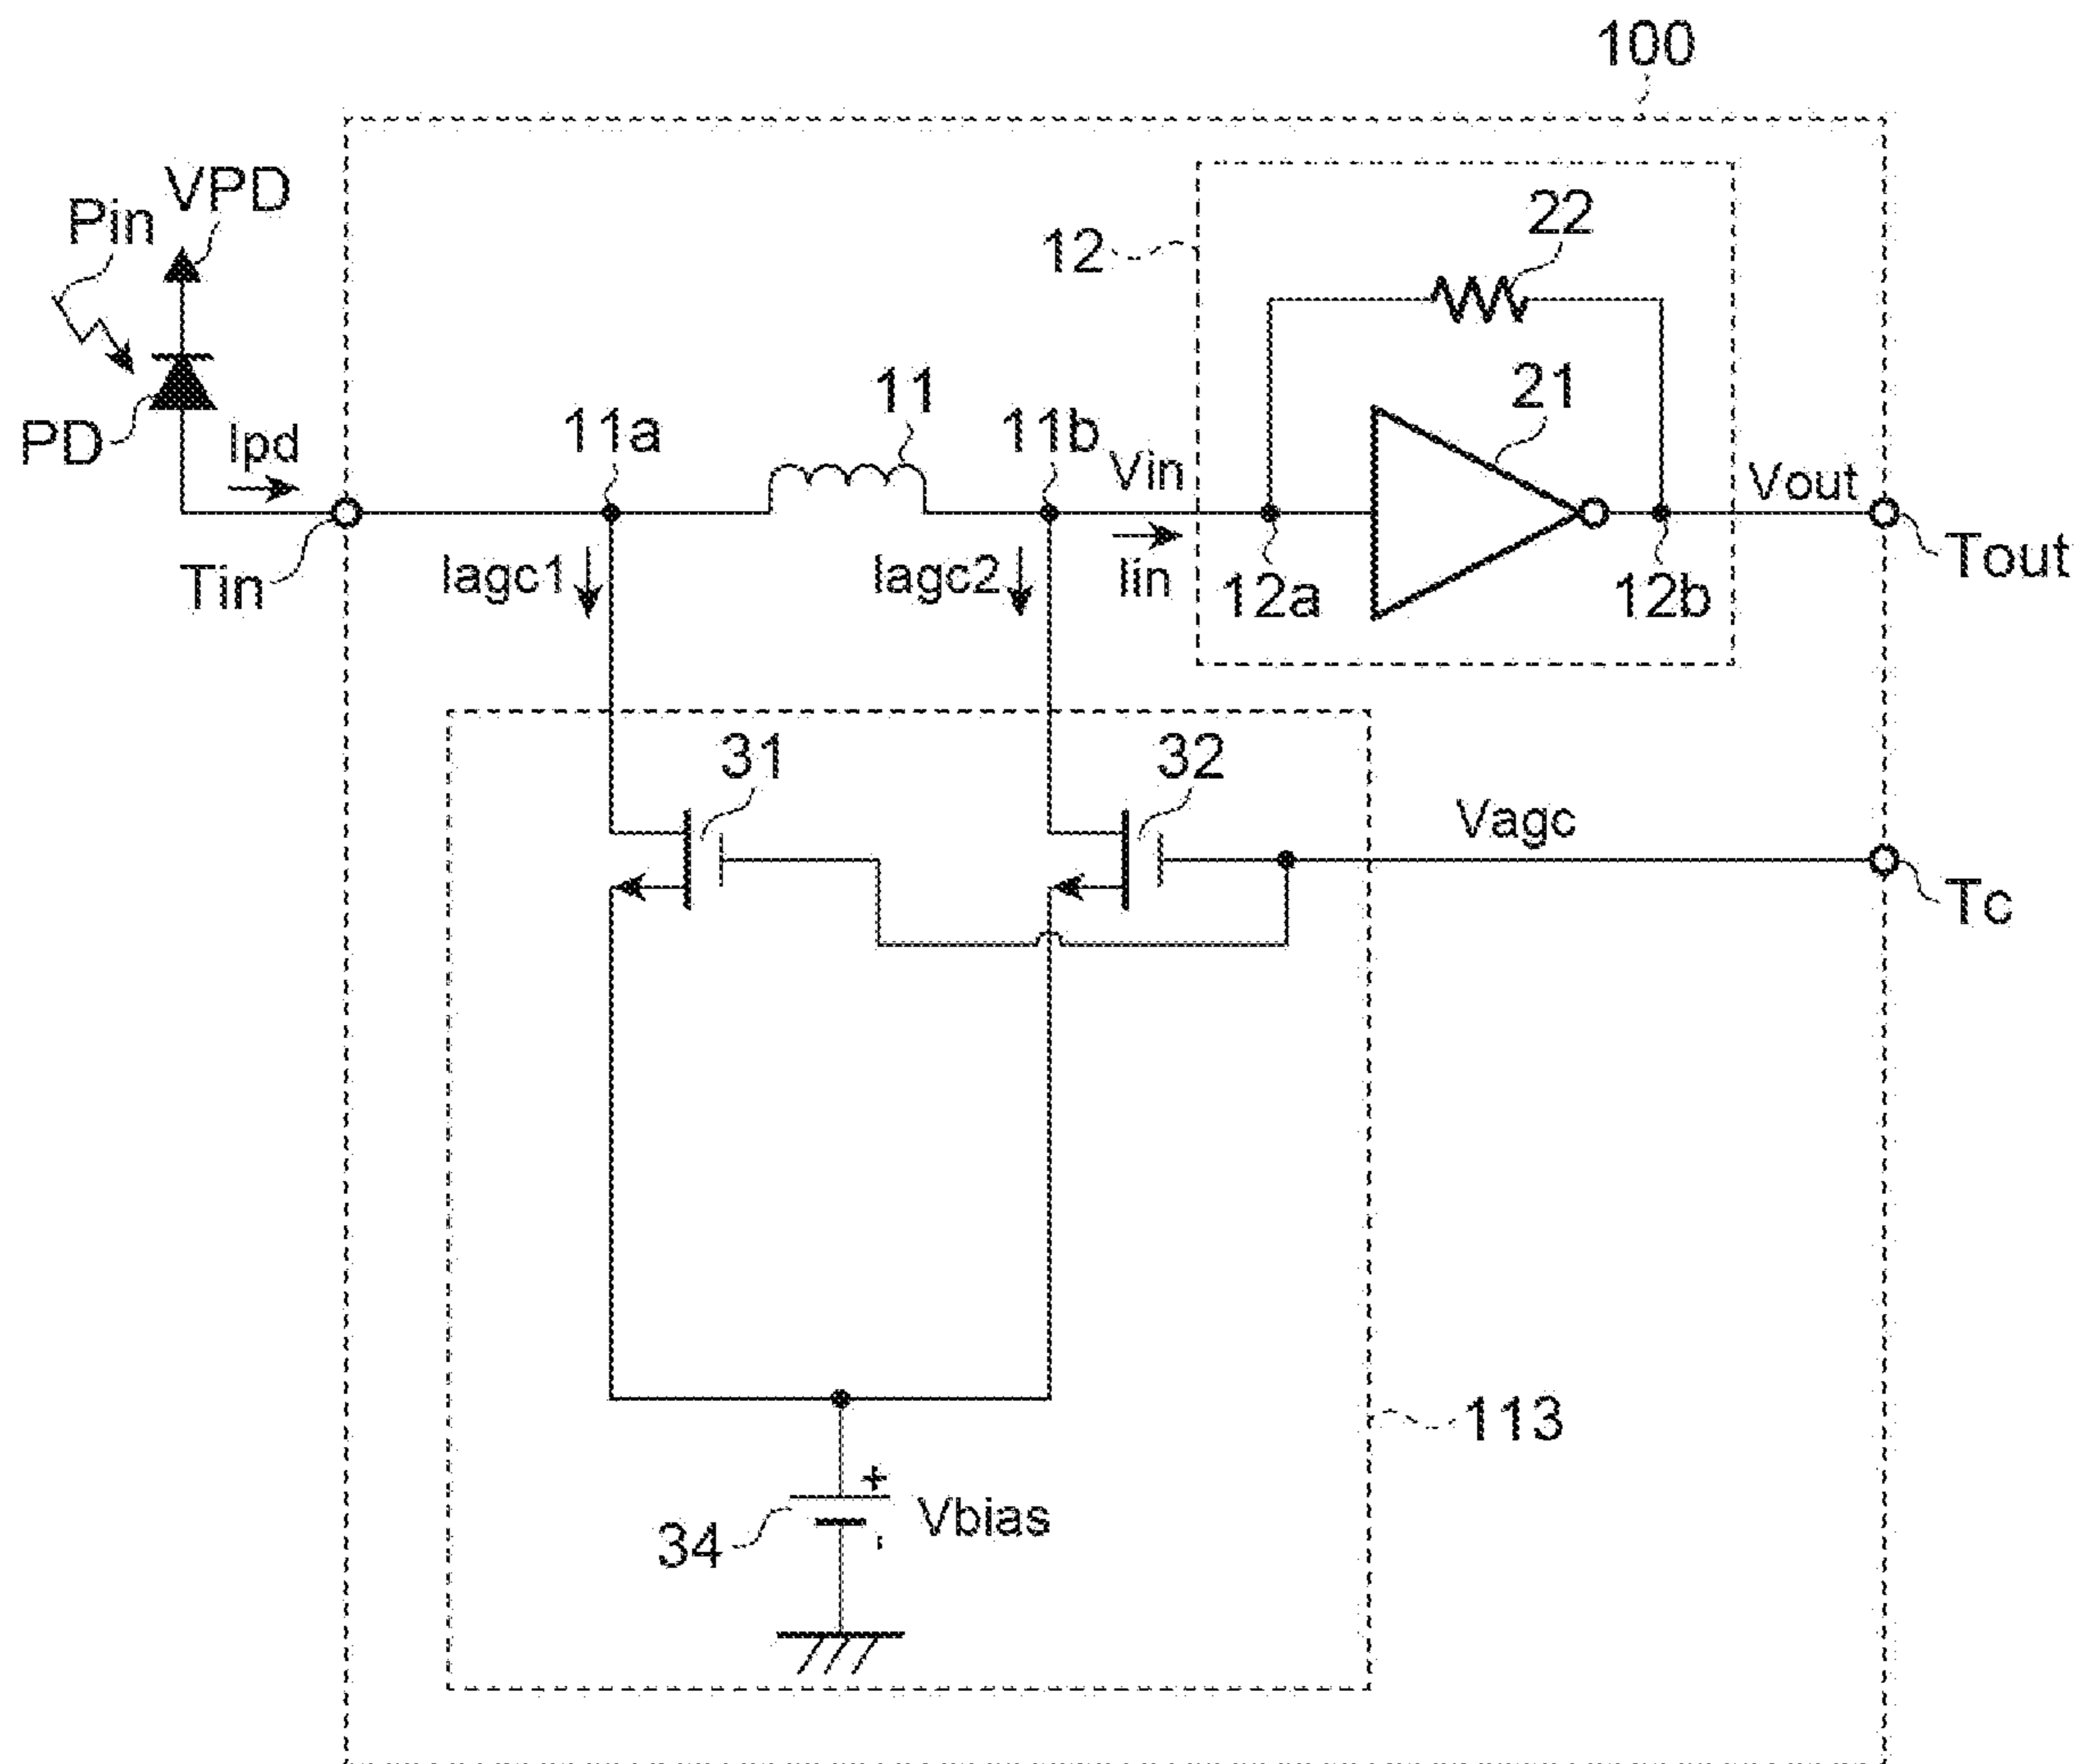 100
VPD
Pin
22
12
21
11
11a
11b
PD
Ipd
Vin
Vout
Tin
Iagc1
Iagc2
Iin
12a
12b
Tout
31
32
Vagc
Tc
113
+
Vbias
34
-